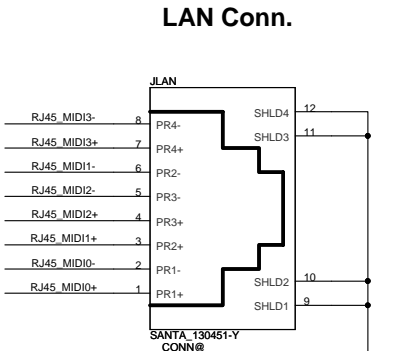 LAN Conn.
JLAN
RJ45_MIDI3- 8 PR4- SHLD4 12
RJ45_MIDI3+ 7 PR4+ SHLD3 11
RJ45_MIDI1- 6 PR2-
RJ45_MIDI2- 5 PR3-
RJ45_MIDI2+ 4 PR3+
RJ45_MIDI1+ 3 PR2+
RJ45_MIDI0- 2 PR1- SHLD2 10
RJ45_MIDI0+ 1 PR1+ SHLD1 9
SANTA_130451-Y
CONN@